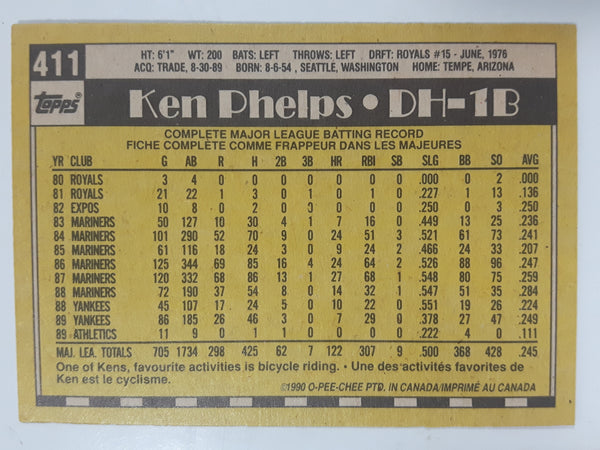 411
HT: 6'1" WT: 200 BATS: LEFT THROWS: LEFT DRFT: ROYALS #15 - JUNE, 1976
ACQ: TRADE, 8-30-89 BORN: 8-6-54, SEATTLE, WASHINGTON HOME: TEMPE, ARIZONA
Topps
Ken Phelps • DH-1B
COMPLETE MAJOR LEAGUE BATTING RECORD
FICHE COMPLÈTE COMME FRAPPEUR DANS LES MAJEURES
YR CLUB G AB R H 2B 3B HR RBI SB SLG BB SO AVG
80 ROYALS 3 4 0 0 0 0 0 0 0 .000 0 2 .000
81 ROYALS 21 22 1 3 0 1 0 1 0 .227 1 13 .136
82 EXPOS 10 8 0 2 0 0 0 0 0 .250 0 3 .250
83 MARINERS 50 127 10 30 4 1 7 16 0 .449 13 25 .236
84 MARINERS 101 290 52 70 9 0 24 51 3 .521 61 73 .241
85 MARINERS 61 116 18 24 3 0 9 24 2 .466 24 33 .207
86 MARINERS 125 344 69 85 16 4 24 64 2 .526 88 96 .247
87 MARINERS 120 332 68 86 13 1 27 68 1 .548 80 75 .259
88 MARINERS 72 190 37 54 8 0 14 32 1 .547 51 35 .284
88 YANKEES 45 107 17 24 5 0 10 22 0 .551 19 26 .224
89 YANKEES 86 185 26 46 3 0 7 29 0 .378 27 47 .249
89 ATHLETICS 11 9 0 1 1 0 0 0 0 .222 4 0 .111
MAJ. LEA. TOTALS 705 1734 298 425 62 7 122 307 9 .500 368 428 .245
One of Kens, favourite activities is bicycle riding. • Une des activités favorites de
Ken est le cyclisme.
©1990 O-PEE-CHEE PTD. IN CANADA/IMPRIMÉ AU CANADA